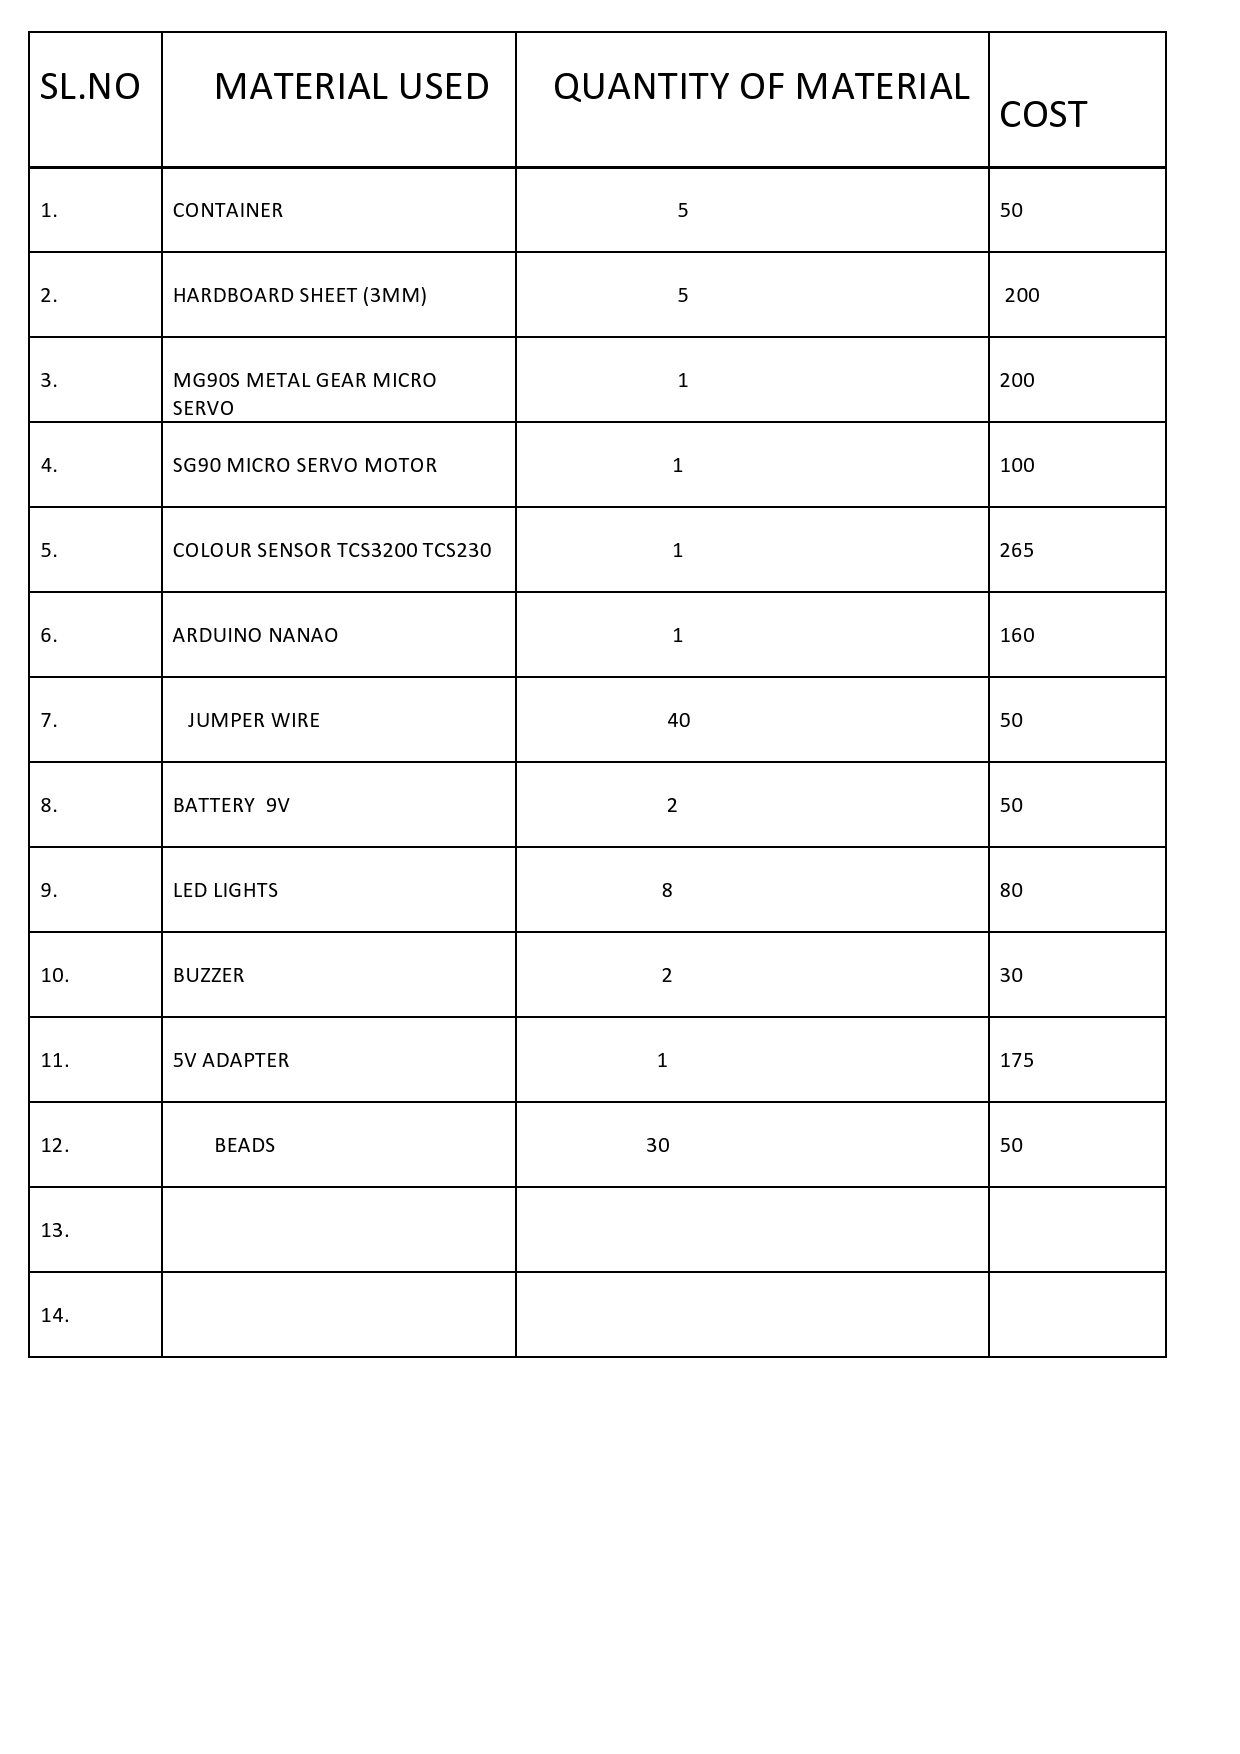 SL.NO MATERIAL USED QUANTITY OF MATERIAL COST
1. CONTAINER 5 50
2. HARDBOARD SHEET (3MM) 5 200
3. MG90S METAL GEAR MICRO 1 200
SERVO
4. SG90 MICRO SERVO MOTOR 1 100
5. COLOUR SENSOR TCS3200 TCS230 1 265
6. ARDUINO NANAO 1 160
7. JUMPER WIRE 40 50
8. BATTERY 9V 2 50
9. LED LIGHTS 8 80
10. BUZZER 2 30
11. 5V ADAPTER 1 175
12. BEADS 30 50
13.
14.